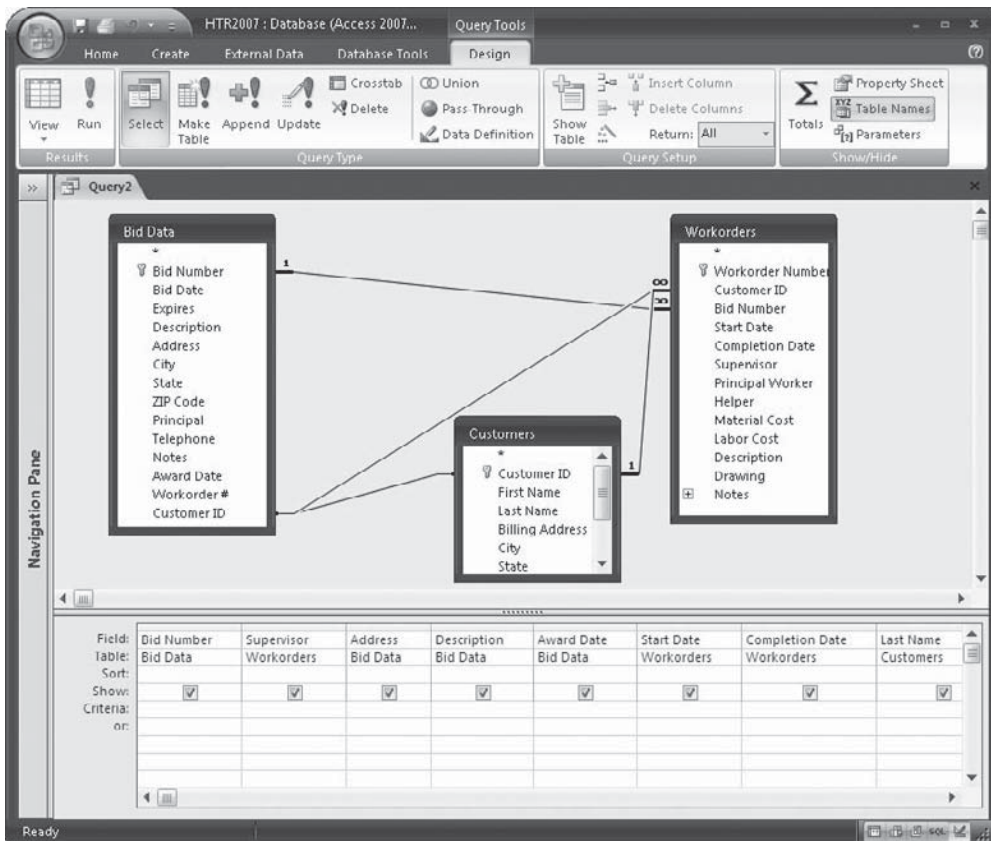 HTR2007 : Database (Access 2007...
Query Tools
Home Create External Data Database Tools Design
View
Run
Results
Select
Make Table
Append
Update
Crosstab
Delete
Union
Pass-Through
Data Definition
Query Type
Show Table
Insert Column
Delete Columns
Return: All
Query Setup
Totals
Property Sheet
Table Names
Parameters
Show/Hide
Query2
Navigation Pane
Bid Data
*
Bid Number
Bid Date
Expires
Description
Address
City
State
ZIP Code
Principal
Telephone
Notes
Award Date
Workorder #
Customer ID
1
∞
Customers
*
Customer ID
First Name
Last Name
Billing Address
City
State
1
Workorders
*
Workorder Number
Customer ID
Bid Number
Start Date
Completion Date
Supervisor
Principal Worker
Helper
Material Cost
Labor Cost
Description
Drawing
Notes
Field: Bid Number Supervisor Address Description Award Date Start Date Completion Date Last Name
Table: Bid Data Workorders Bid Data Bid Data Bid Data Workorders Workorders Customers
Sort:
Show:
Criteria:
or:
Ready
SQL